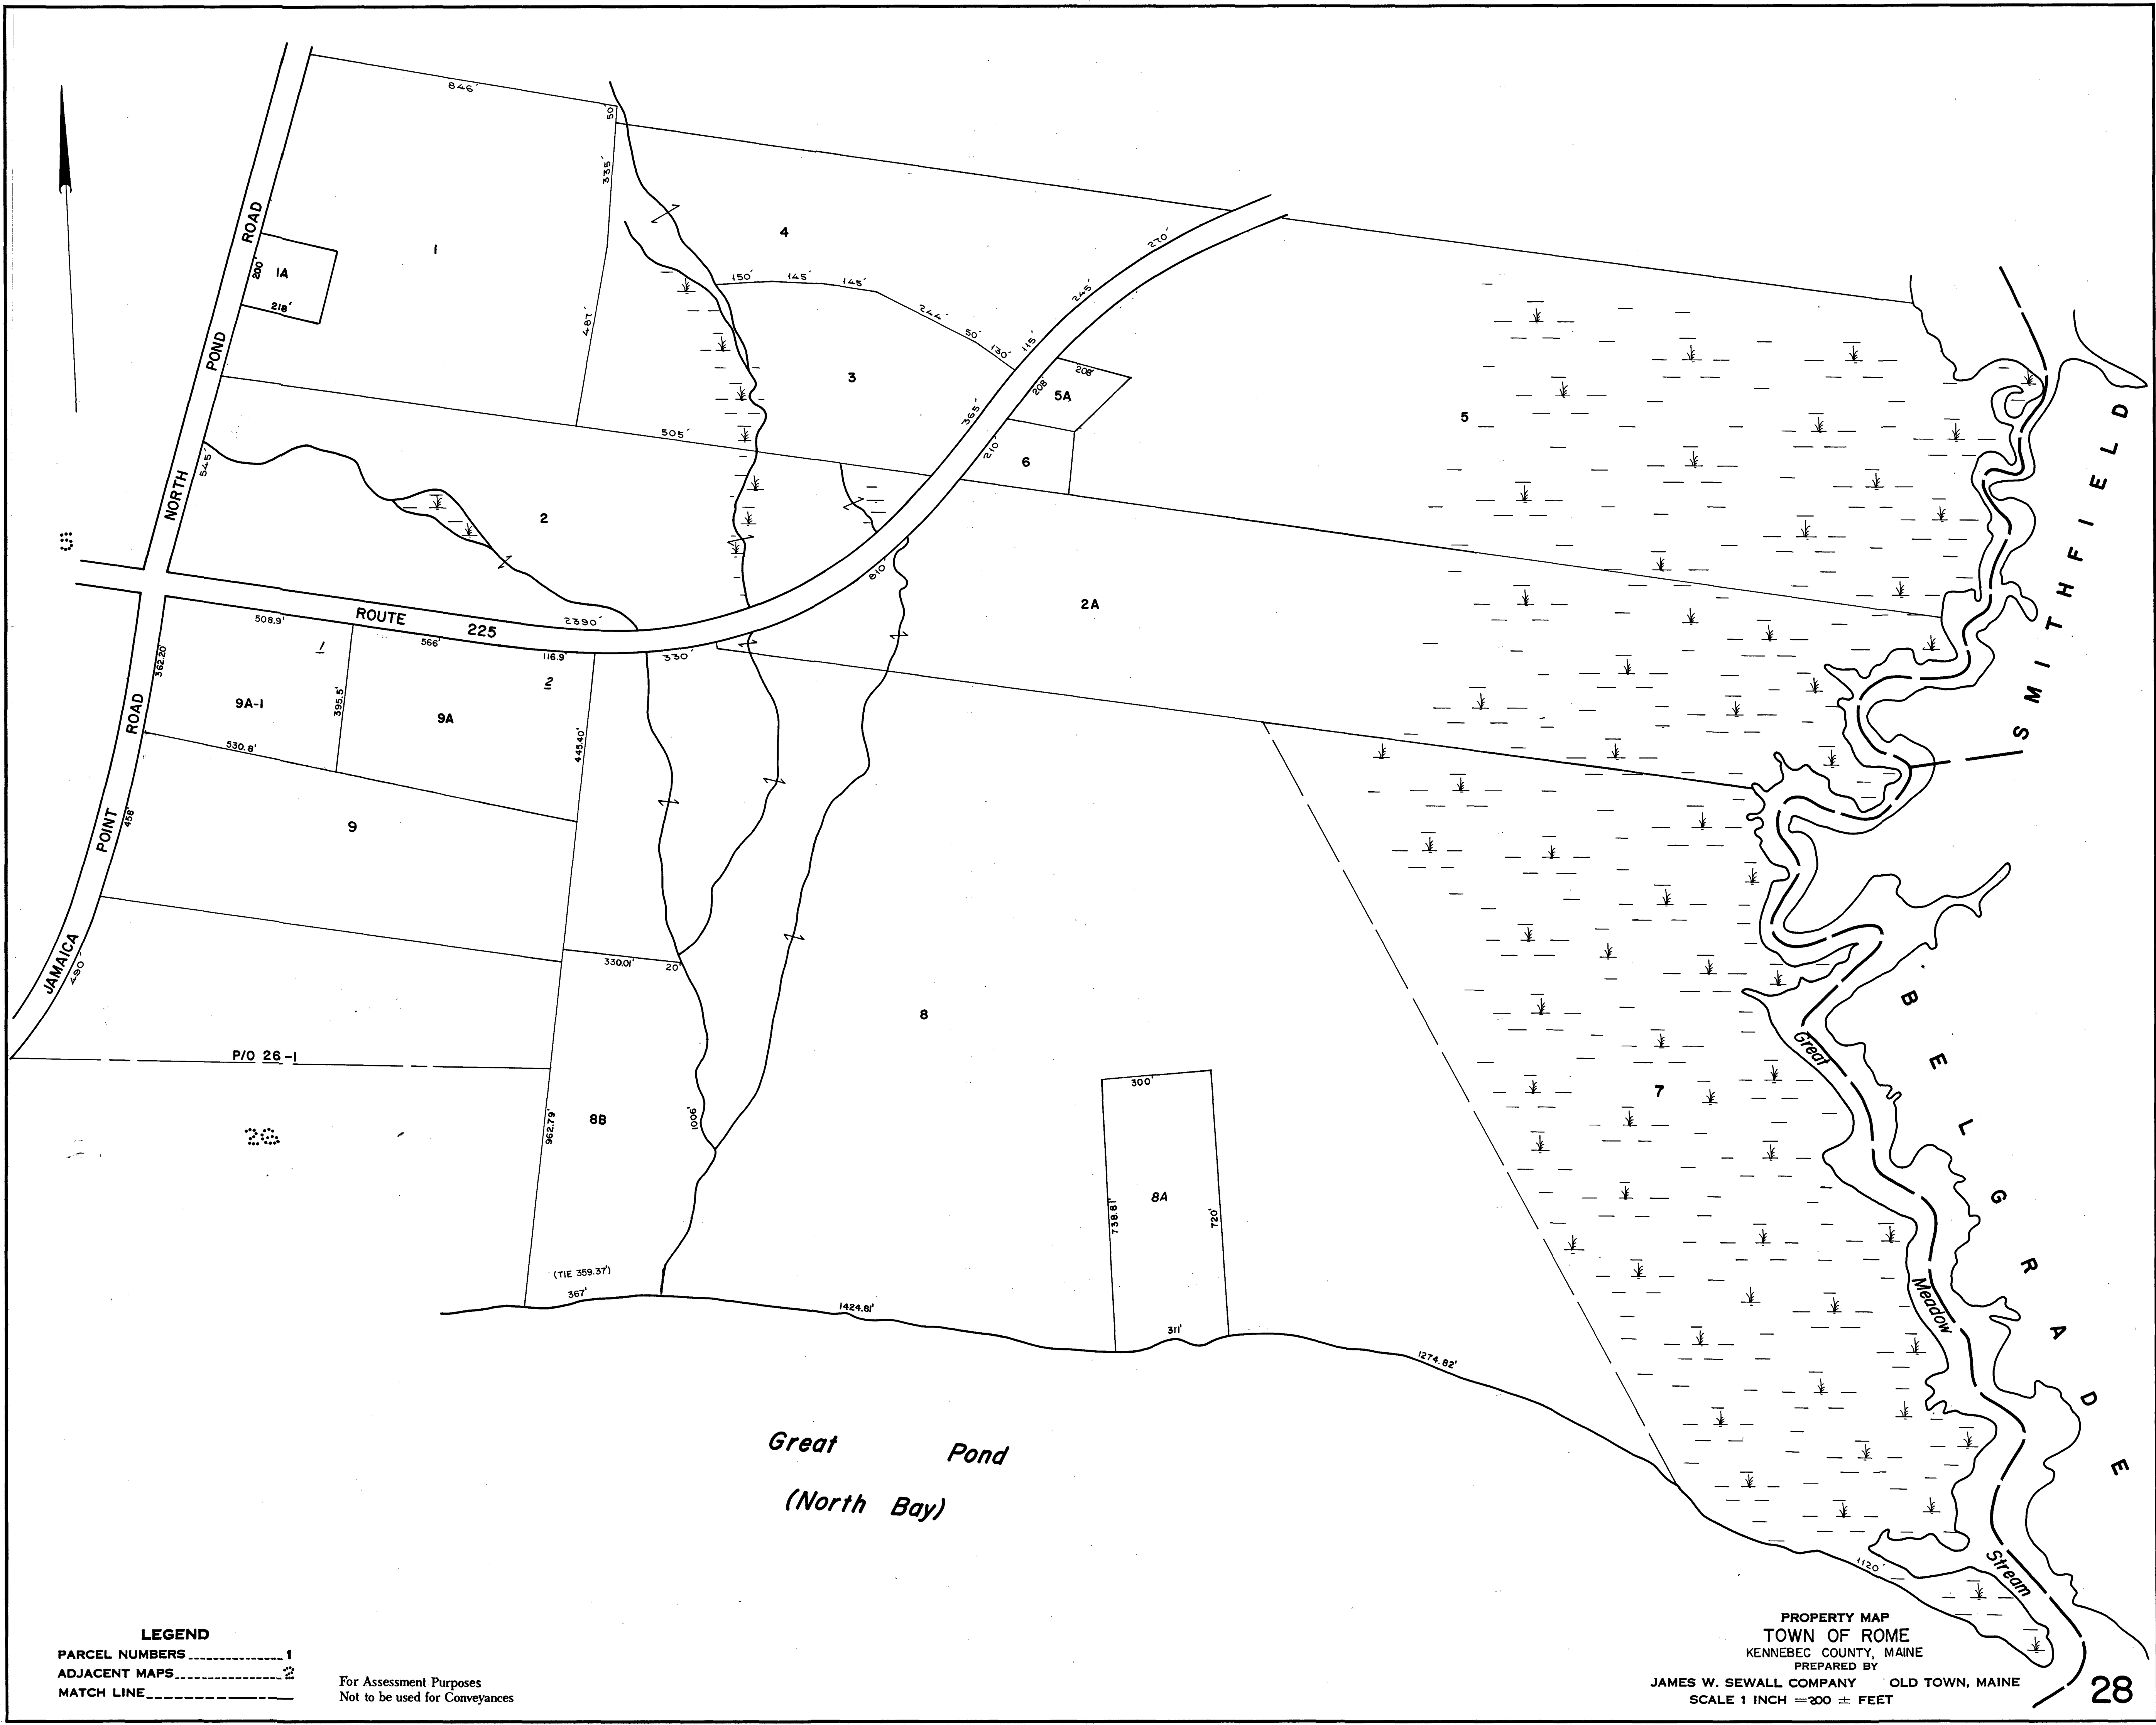 846'
50'
335'
ROAD
1
4
270'
1A
200'
218'
150'
145'
145'
245'
487'
244'
50'
130'
115'
POND
3
208'
208'
5A
5
365'
505'
210'
6
545'
NORTH
2
5
810'
2A
ROUTE 225
2390'
508.9'
1
566'
116.9'
330'
362.20'
2
9A-1
395.5'
9A
445.40'
ROAD
530.8'
POINT
458'
9
JAMAICA
490'
330.01'
20'
8
P/O 26-1
26
962.79'
8B
1006'
300'
738.81'
8A
720'
7
(TIE 359.37')
367'
1424.81'
311'
1274.82'
1120'
SMITHFIELD
BELGRADE
Great
Meadow
Stream
Great Pond
(North Bay)
LEGEND
PARCEL NUMBERS 1
ADJACENT MAPS 2
MATCH LINE
For Assessment Purposes
Not to be used for Conveyances
PROPERTY MAP
TOWN OF ROME
KENNEBEC COUNTY, MAINE
PREPARED BY
JAMES W. SEWALL COMPANY OLD TOWN, MAINE
SCALE 1 INCH = 200 ± FEET
28